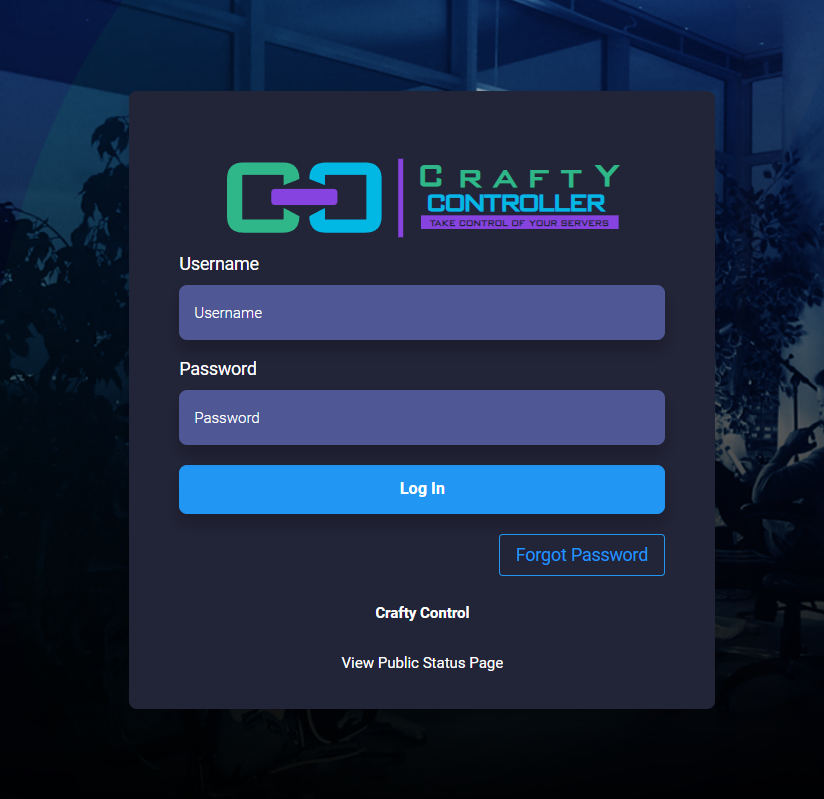 CRAFTY
CONTROLLER
TAKE CONTROL OF YOUR SERVERS
Username
Username
Password
Password
Log In
Forgot Password
Crafty Control
View Public Status Page